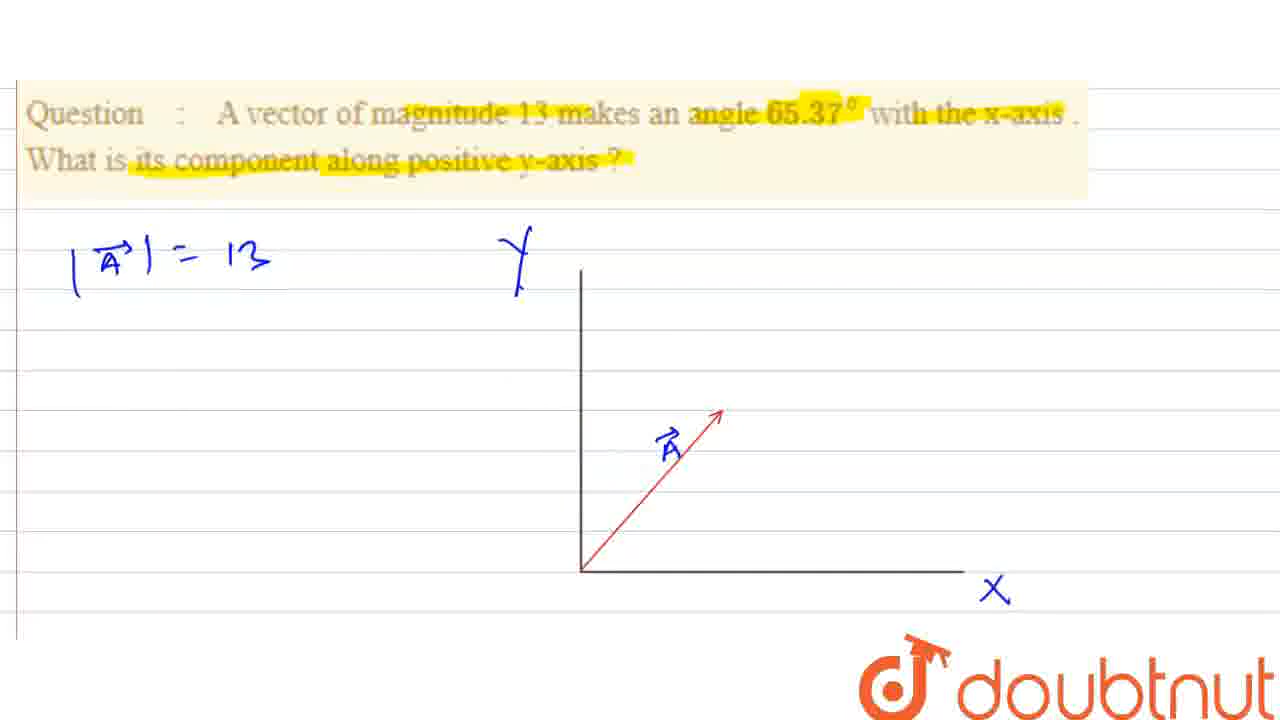 Question : A vector of magnitude 13 makes an angle 65.37° with the x-axis .
What is its component along positive y-axis ?
|A⃗| = 13
Y
A⃗
X
doubtnut